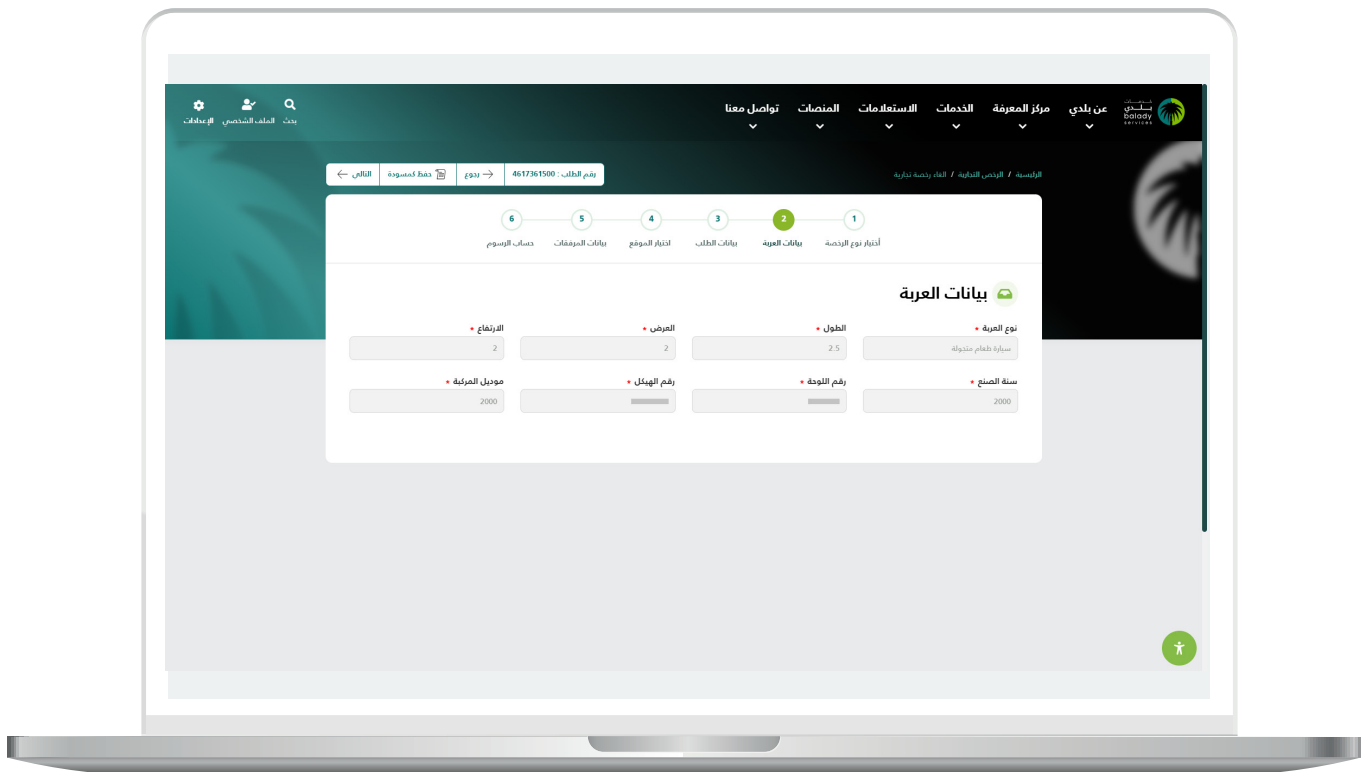 خدمات
بلدي
balady
services
عن بلدي
مركز المعرفة
الخدمات
الاستعلامات
المنصات
تواصل معنا
بحث
الملف الشخصي
الإعدادات
الرئيسية / الرخص التجارية / الغاء رخصة تجارية
رقم الطلب : 4617361500
رجوع
حفظ كمسودة
التالي
1 أختيار نوع الرخصة
2 بيانات العربة
3 بيانات الطلب
4 اختيار الموقع
5 بيانات المرفقات
6 حساب الرسوم
بيانات العربة
نوع العربة * الطول * العرض * الارتفاع *
سيارة طعام متجولة 2.5 2 2
سنة الصنع * رقم اللوحة * رقم الهيكل * موديل المركبة *
2000 2000